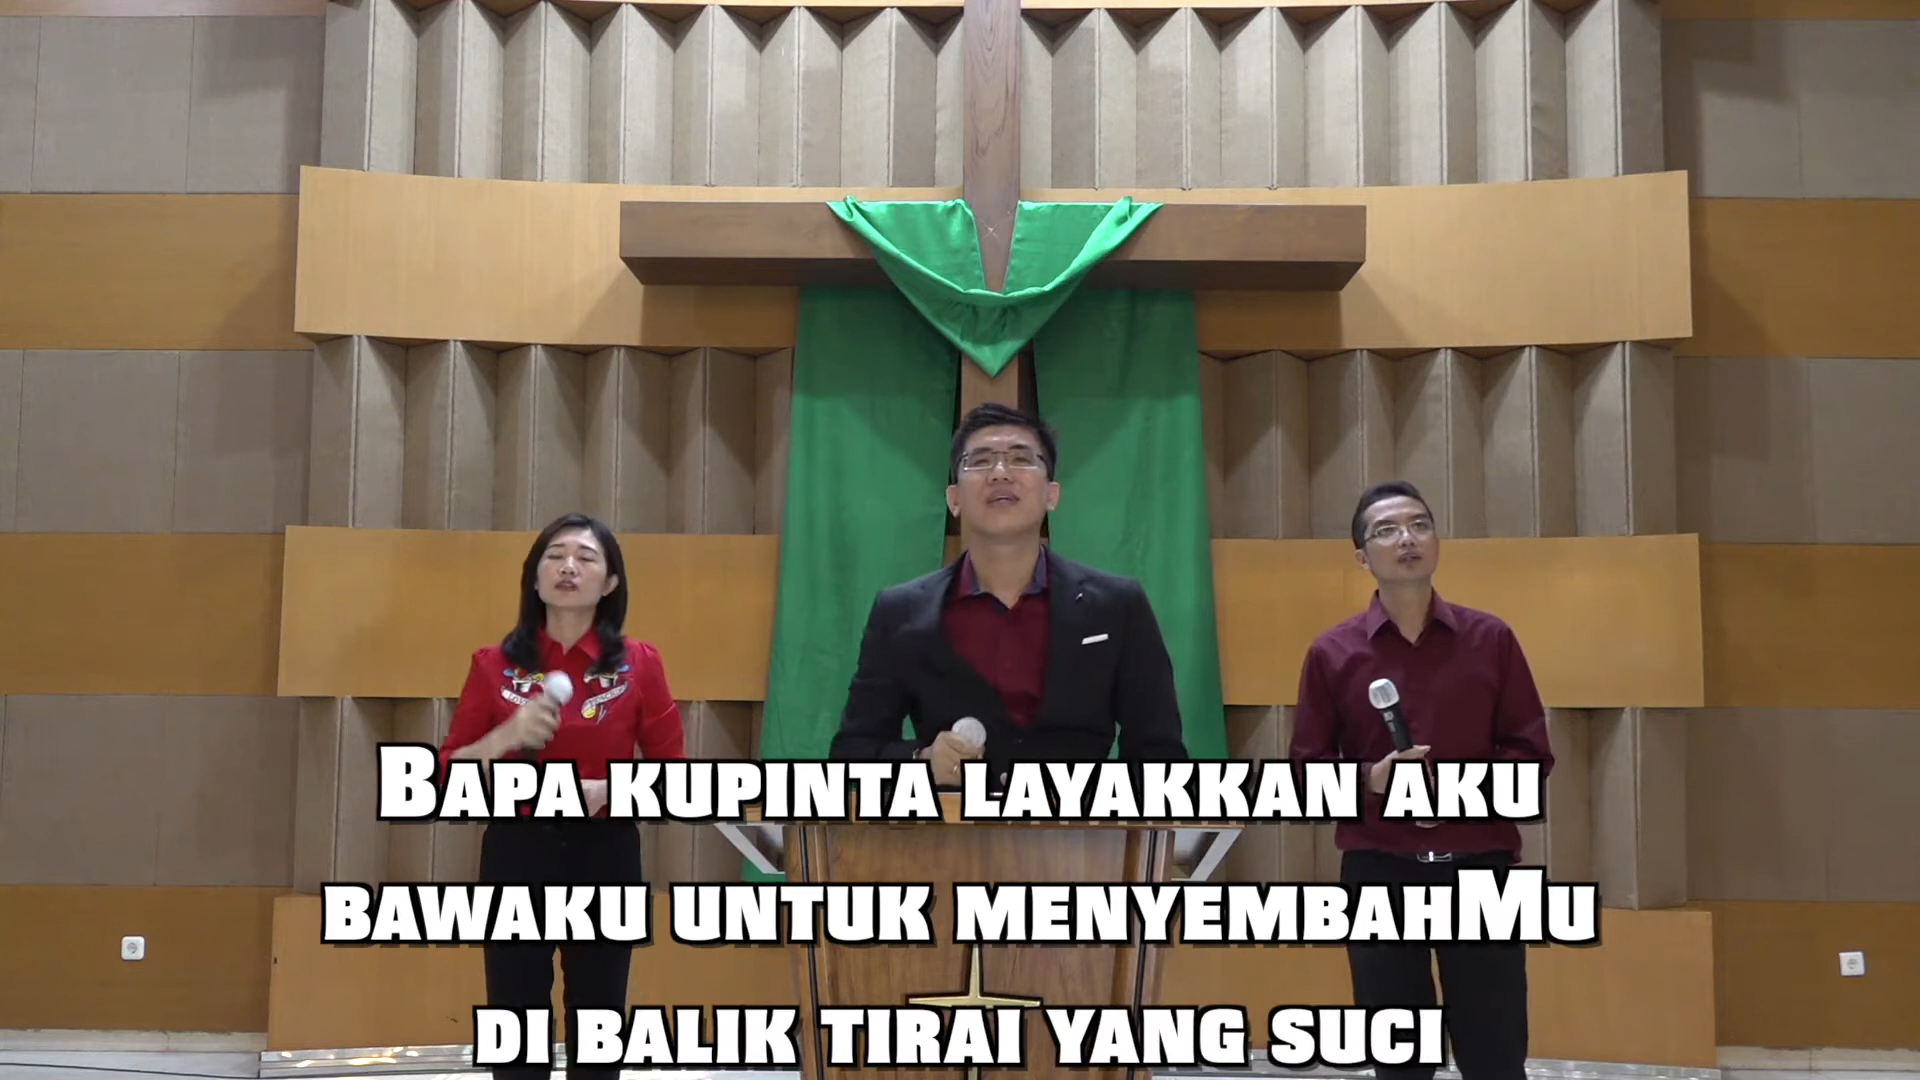 BAPA KUPINTA LAYAKKAN AKU
BAWAKU UNTUK MENYEMBAHMU
DI BALIK TIRAI YANG SUCI